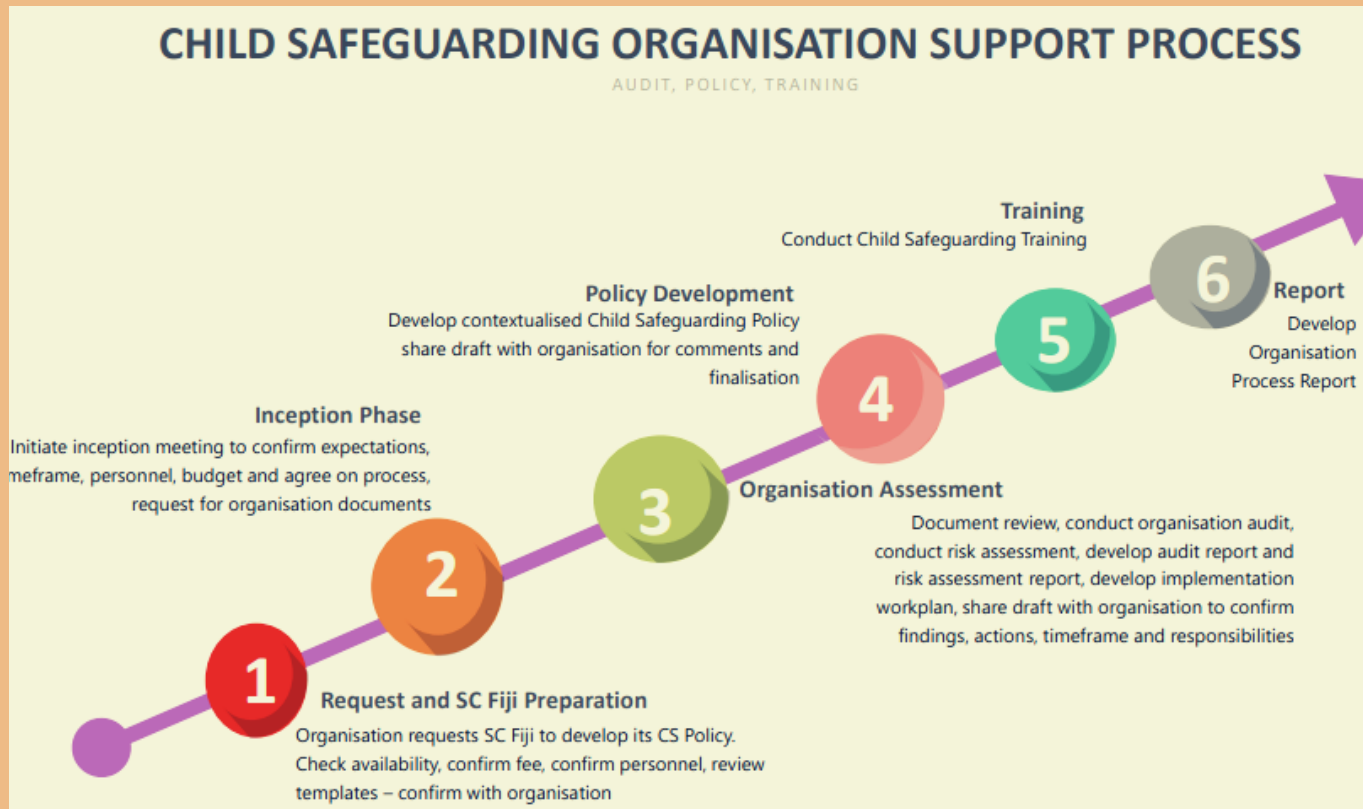 CHILD SAFEGUARDING ORGANISATION SUPPORT PROCESS
AUDIT, POLICY, TRAINING
1
Request and SC Fiji Preparation
Organisation requests SC Fiji to develop its CS Policy.
Check availability, confirm fee, confirm personnel, review
templates – confirm with organisation
2
Inception Phase
Initiate inception meeting to confirm expectations,
meframe, personnel, budget and agree on process,
request for organisation documents
3
Organisation Assessment
Document review, conduct organisation audit,
conduct risk assessment, develop audit report and
risk assessment report, develop implementation
workplan, share draft with organisation to confirm
findings, actions, timeframe and responsibilities
4
Policy Development
Develop contextualised Child Safeguarding Policy
share draft with organisation for comments and
finalisation
5
Training
Conduct Child Safeguarding Training
6
Report
Develop
Organisation
Process Report